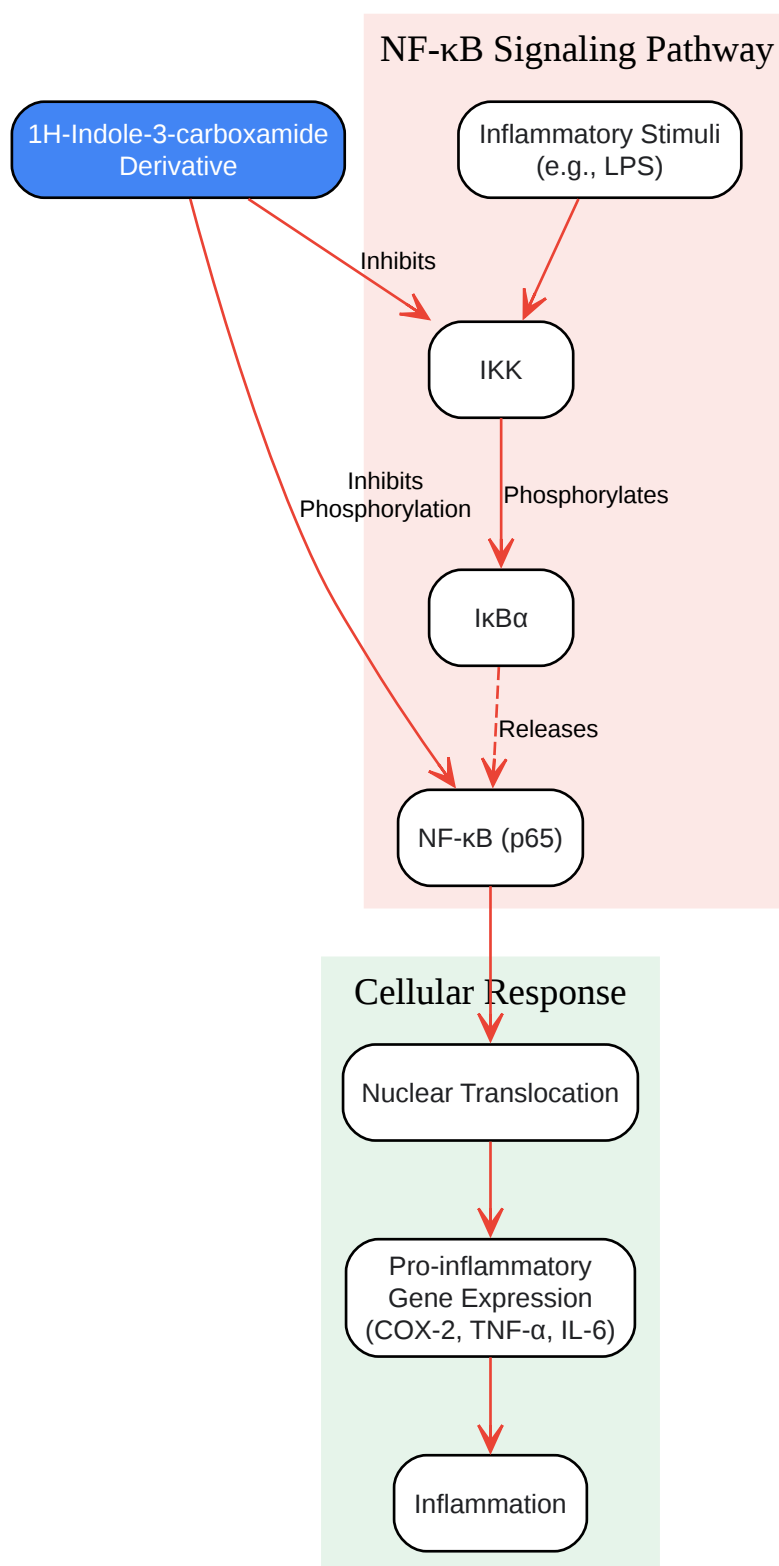 NF-κB Signaling Pathway
1H-Indole-3-carboxamide
Derivative
Inflammatory Stimuli
(e.g., LPS)
Inhibits
IKK
Inhibits
Phosphorylation
Phosphorylates
IκBα
Releases
NF-κB (p65)
Cellular Response
Nuclear Translocation
Pro-inflammatory
Gene Expression
(COX-2, TNF-α, IL-6)
Inflammation